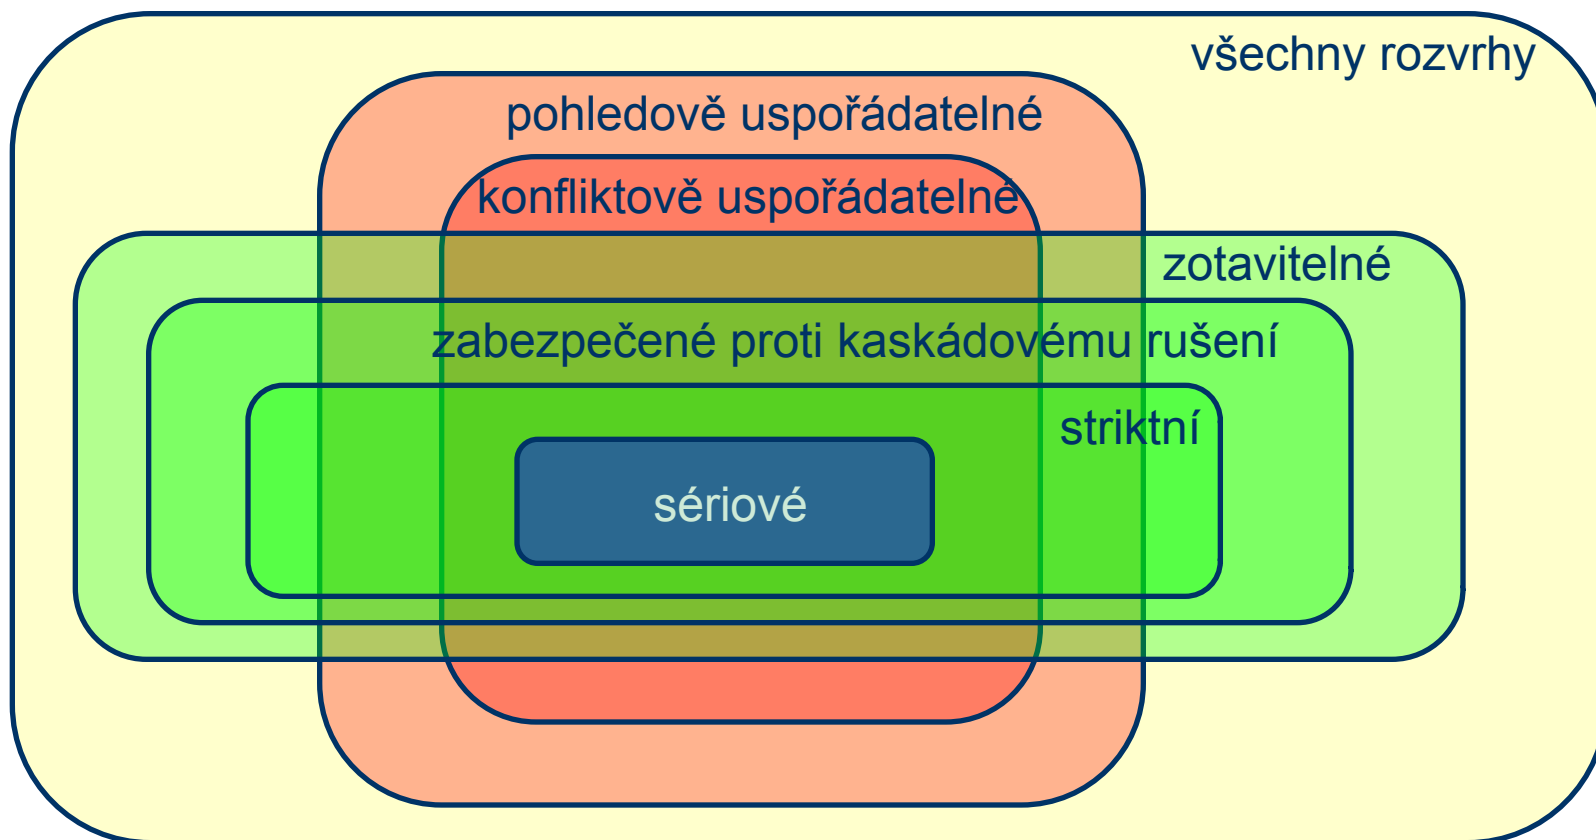 všechny rozvrhy
pohledově uspořádatelné
konfliktově uspořádatelné
zotavitelné
zabezpečené proti kaskádovému rušení
striktní
sériové